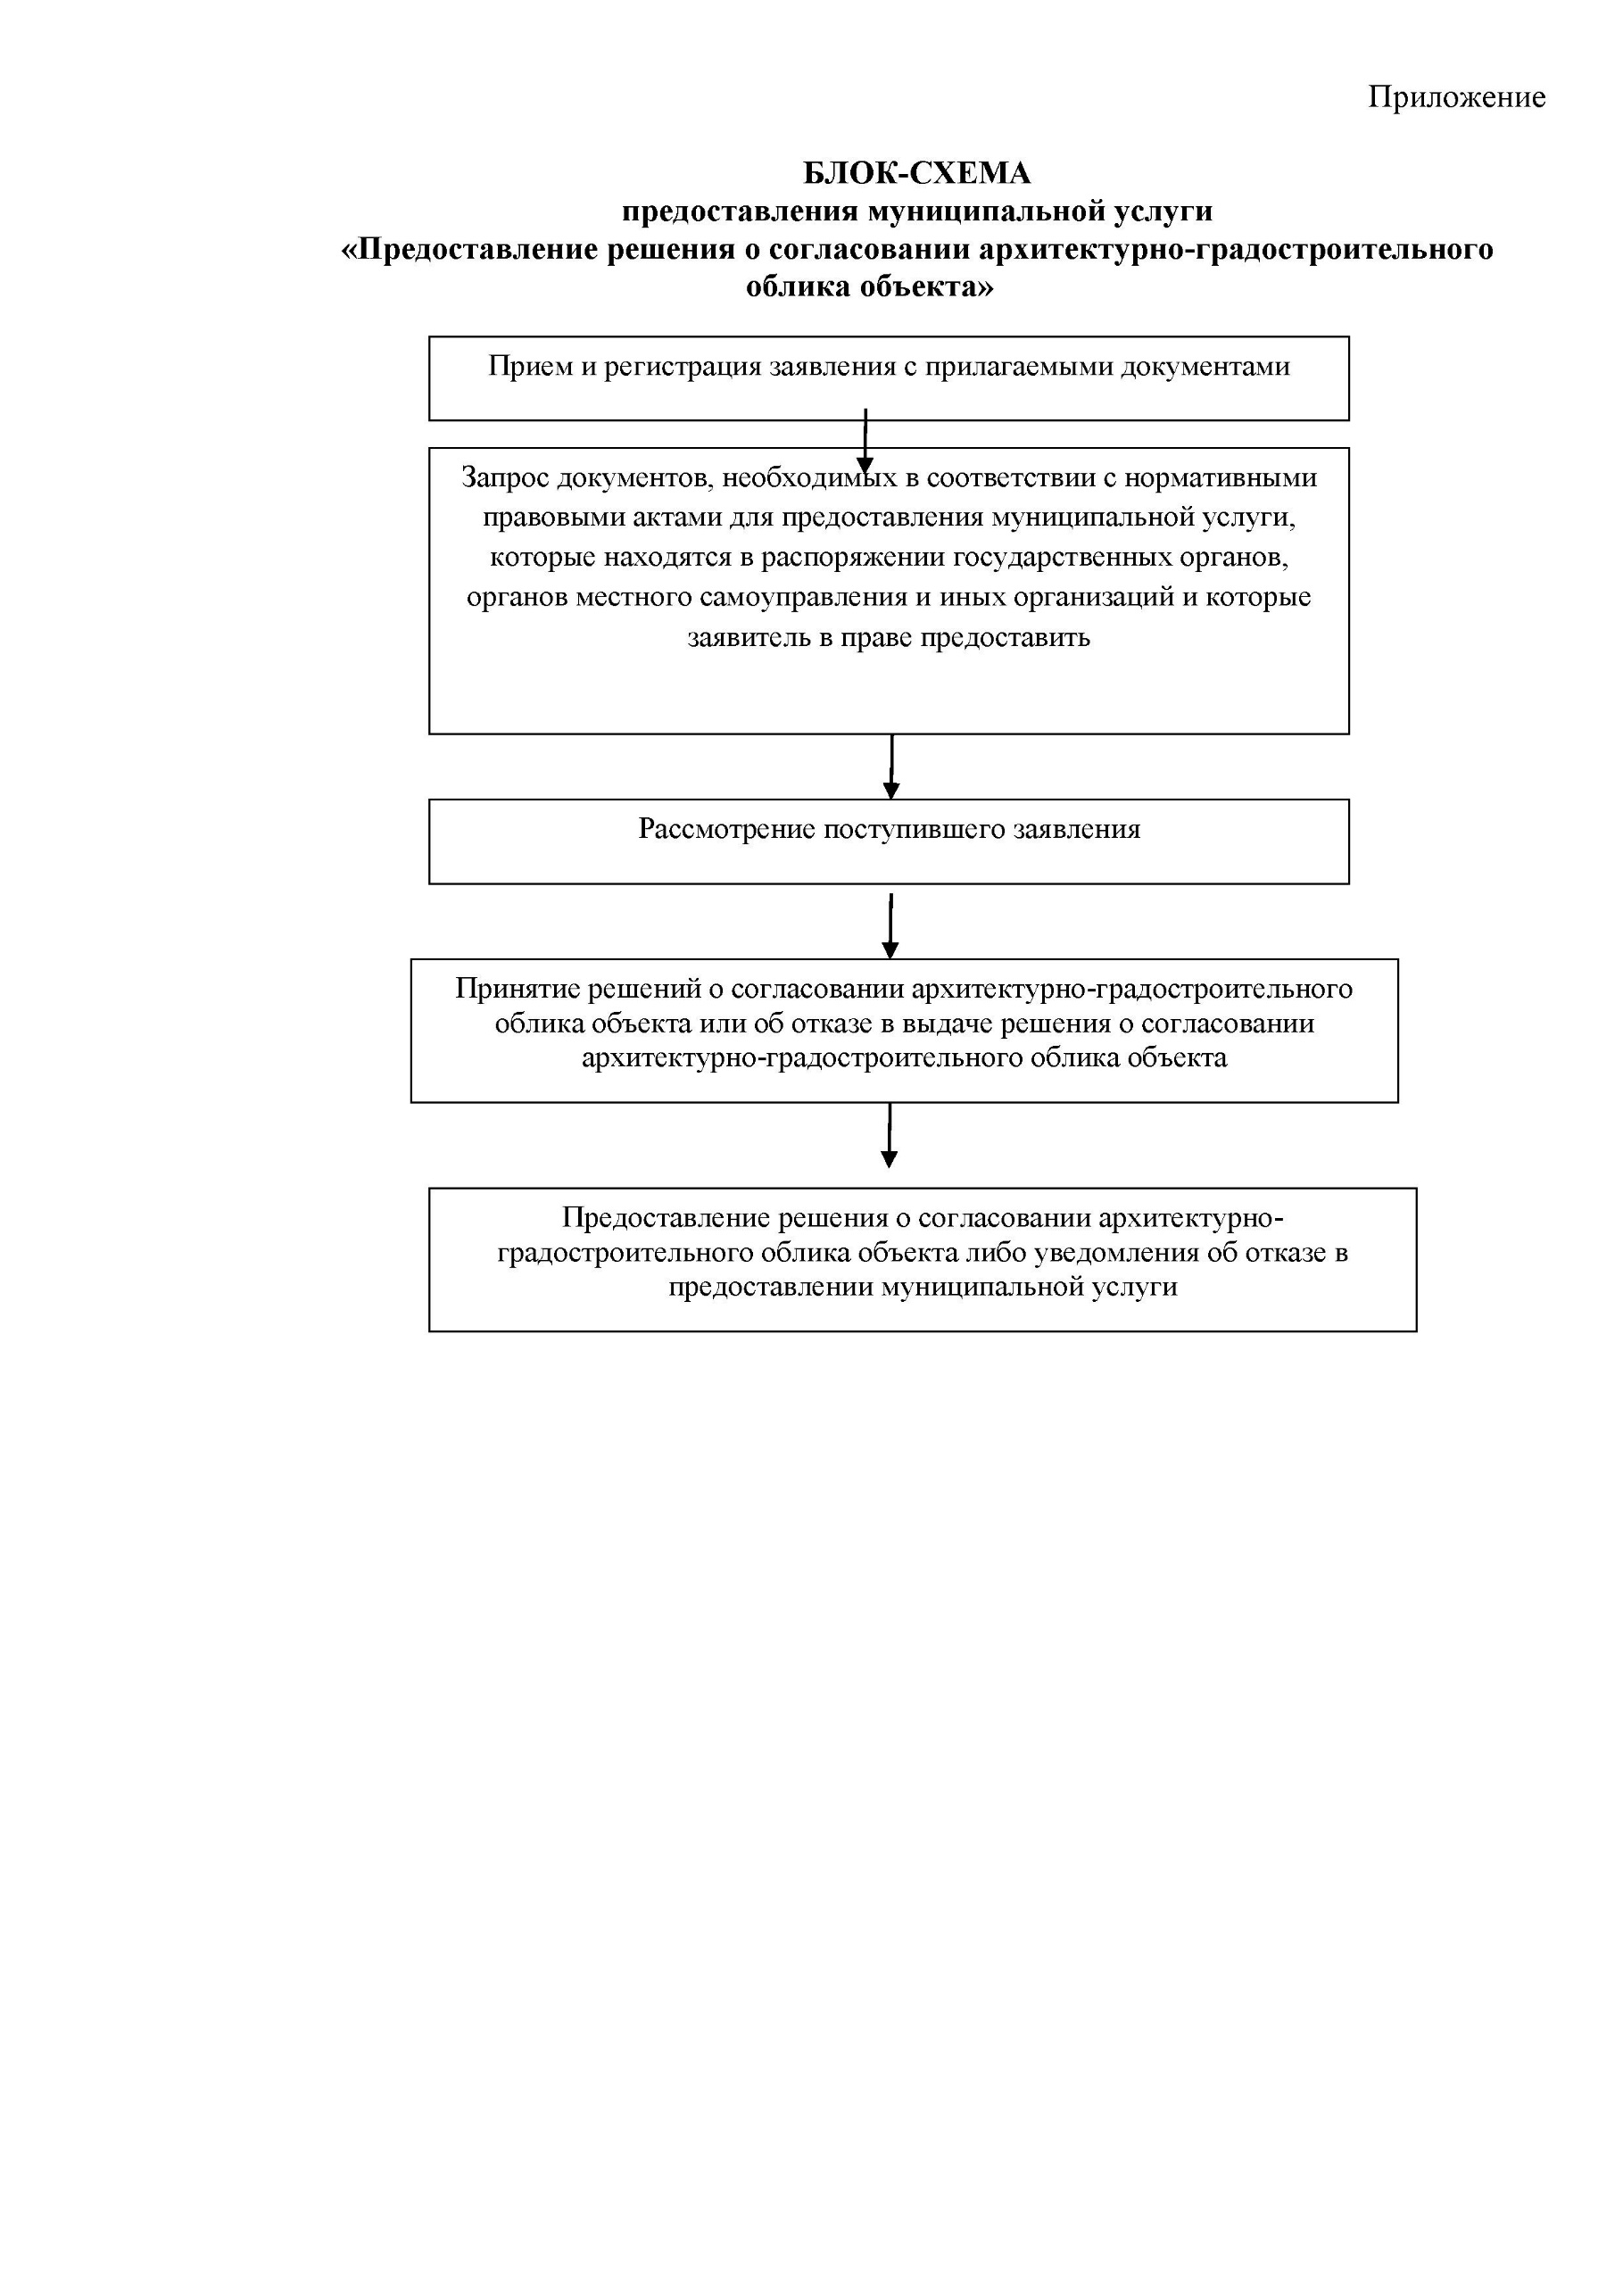 Приложение
БЛОК-СХЕМА
предоставления муниципальной услуги
«Предоставление решения о согласовании архитектурно-градостроительного
облика объекта»
Прием и регистрация заявления с прилагаемыми документами
Запрос документов, необходимых в соответствии с нормативными
правовыми актами для предоставления муниципальной услуги,
которые находятся в распоряжении государственных органов,
органов местного самоуправления и иных организаций и которые
заявитель в праве предоставить
Рассмотрение поступившего заявления
Принятие решений о согласовании архитектурно-градостроительного
облика объекта или об отказе в выдаче решения о согласовании
архитектурно-градостроительного облика объекта
Предоставление решения о согласовании архитектурно-
градостроительного облика объекта либо уведомления об отказе в
предоставлении муниципальной услуги